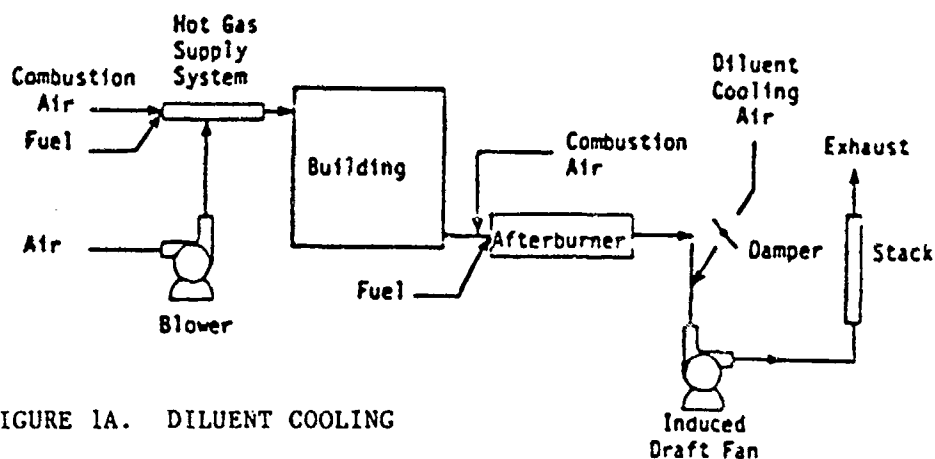 Hot Gas
Supply
System
Combustion
Air
Fuel
Air
Blower
Building
Combustion
Air
Afterburner
Fuel
Diluent
Cooling
Air
Damper
Exhaust
Stack
Induced
Draft Fan
IGURE 1A. DILUENT COOLING